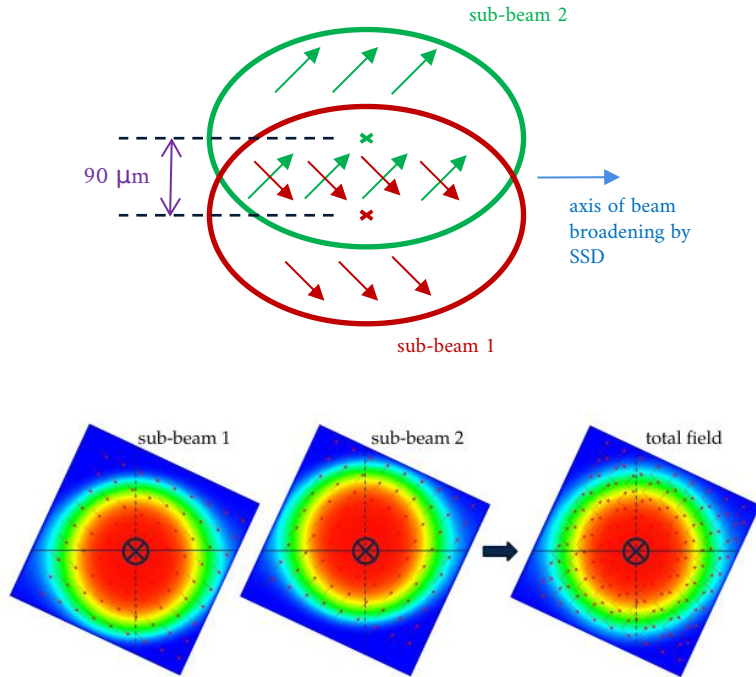 sub-beam 2
90 μm
axis of beam
broadening by
SSD
sub-beam 1
sub-beam 1
sub-beam 2
total field